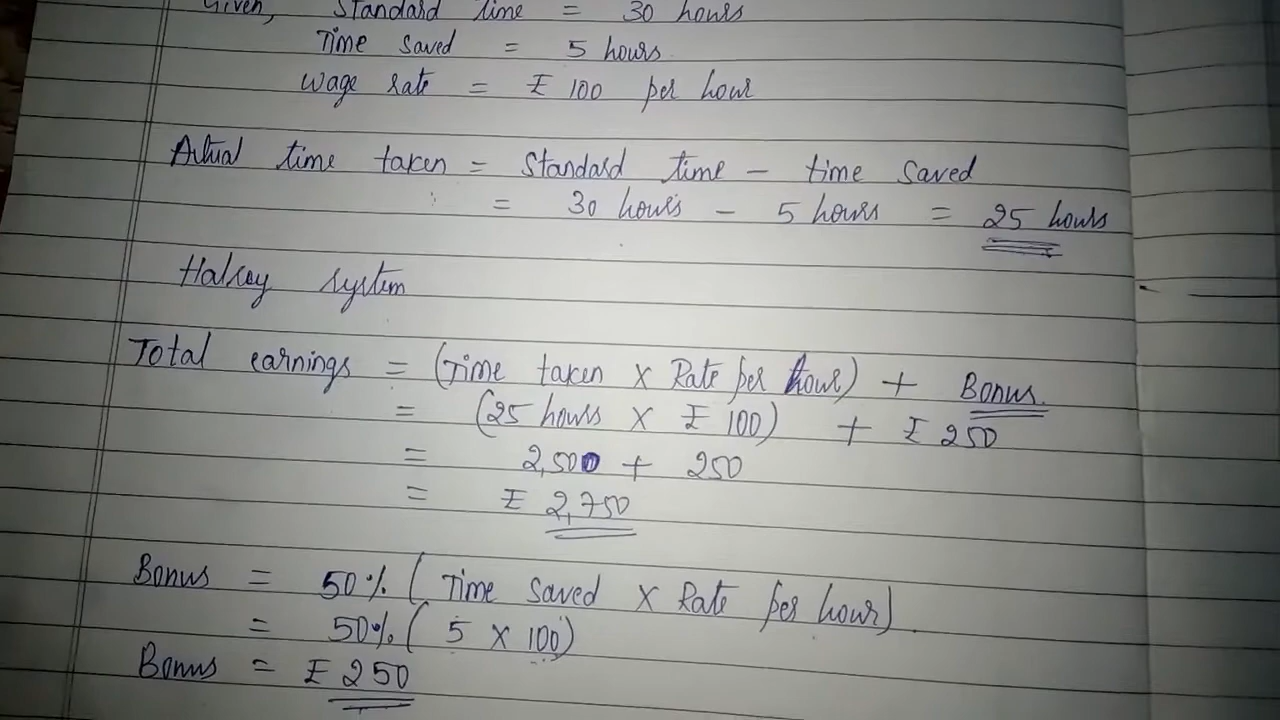 Given, Standard time = 30 hours
Time saved = 5 hours
Wage rate = ₹ 100 per hour
Actual time taken = Standard time - time saved
= 30 hours - 5 hours = 25 hours
Halsey system
Total earnings = (Time taken X Rate per hour) + Bonus.
= (25 hours X ₹ 100) + ₹ 250
= 2,500 + 250
= ₹ 2,750
Bonus = 50% (Time saved X Rate per hour).
= 50% (5 X 100)
Bonus = ₹ 250